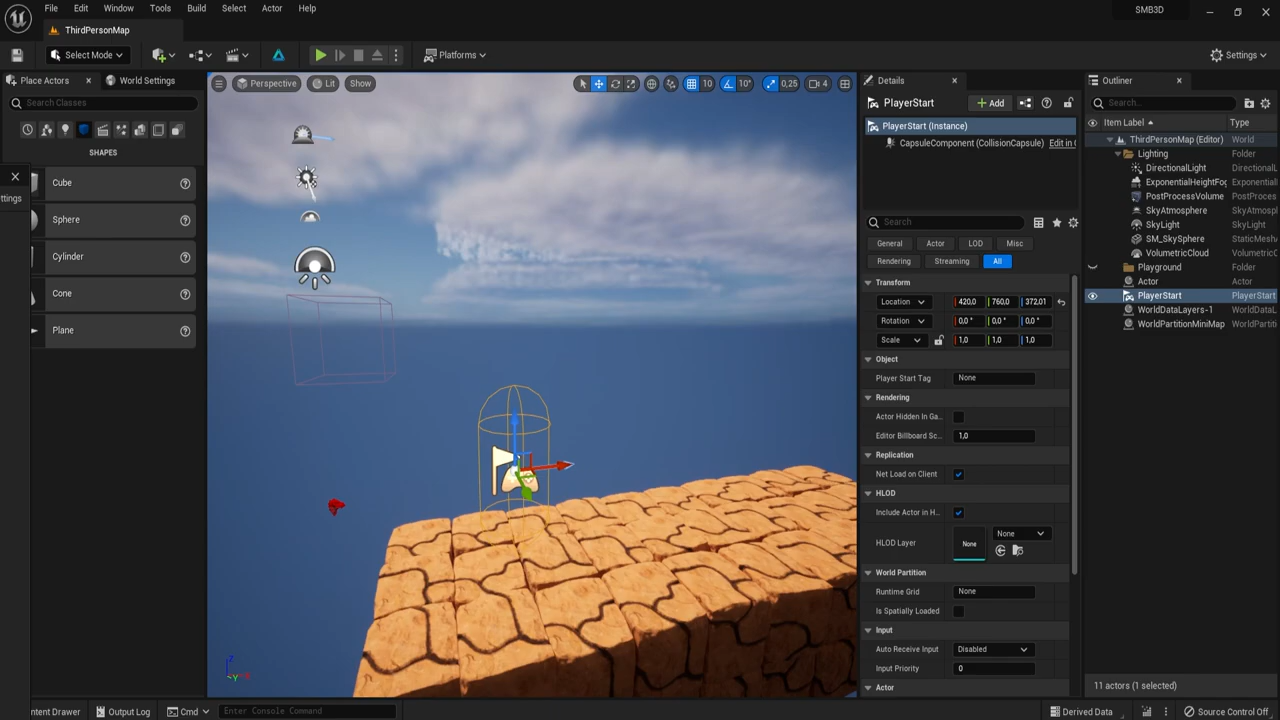 File Edit Window Tools Build Select Actor Help
SMB3D
ThirdPersonMap
Select Mode
Platforms
Settings
Place Actors
World Settings
Search Classes
SHAPES
ttings
Cube
Sphere
Cylinder
Cone
Plane
Perspective Lit Show
10 10° 0,25 4
Details
PlayerStart
Add
PlayerStart (Instance)
CapsuleComponent (CollisionCapsule) Edit in C
Search
General Actor LOD Misc
Rendering Streaming All
Transform
Location 420,0 760,0 372,01
Rotation 0,0 ° 0,0 ° 0,0 °
Scale 1,0 1,0 1,0
Object
Player Start Tag None
Rendering
Actor Hidden In Ga...
Editor Billboard Sc... 1,0
Replication
Net Load on Client
HLOD
Include Actor in H...
HLOD Layer None None
World Partition
Runtime Grid None
Is Spatially Loaded
Input
Auto Receive Input Disabled
Input Priority 0
Actor
Outliner
Search...
Item Label Type
ThirdPersonMap (Editor) World
Lighting Folder
DirectionalLight DirectionalL
ExponentialHeightFog Exponential
PostProcessVolume PostProces
SkyAtmosphere SkyAtmosp
SkyLight SkyLight
SM_SkySphere StaticMesh
VolumetricCloud Volumetric
Playground Folder
Actor Actor
PlayerStart PlayerStart
WorldDataLayers-1 WorldDataL
WorldPartitionMiniMap WorldPartiti
11 actors (1 selected)
ntent Drawer
Output Log
Cmd
Enter Console Command
Derived Data
Source Control Off
Z
Y